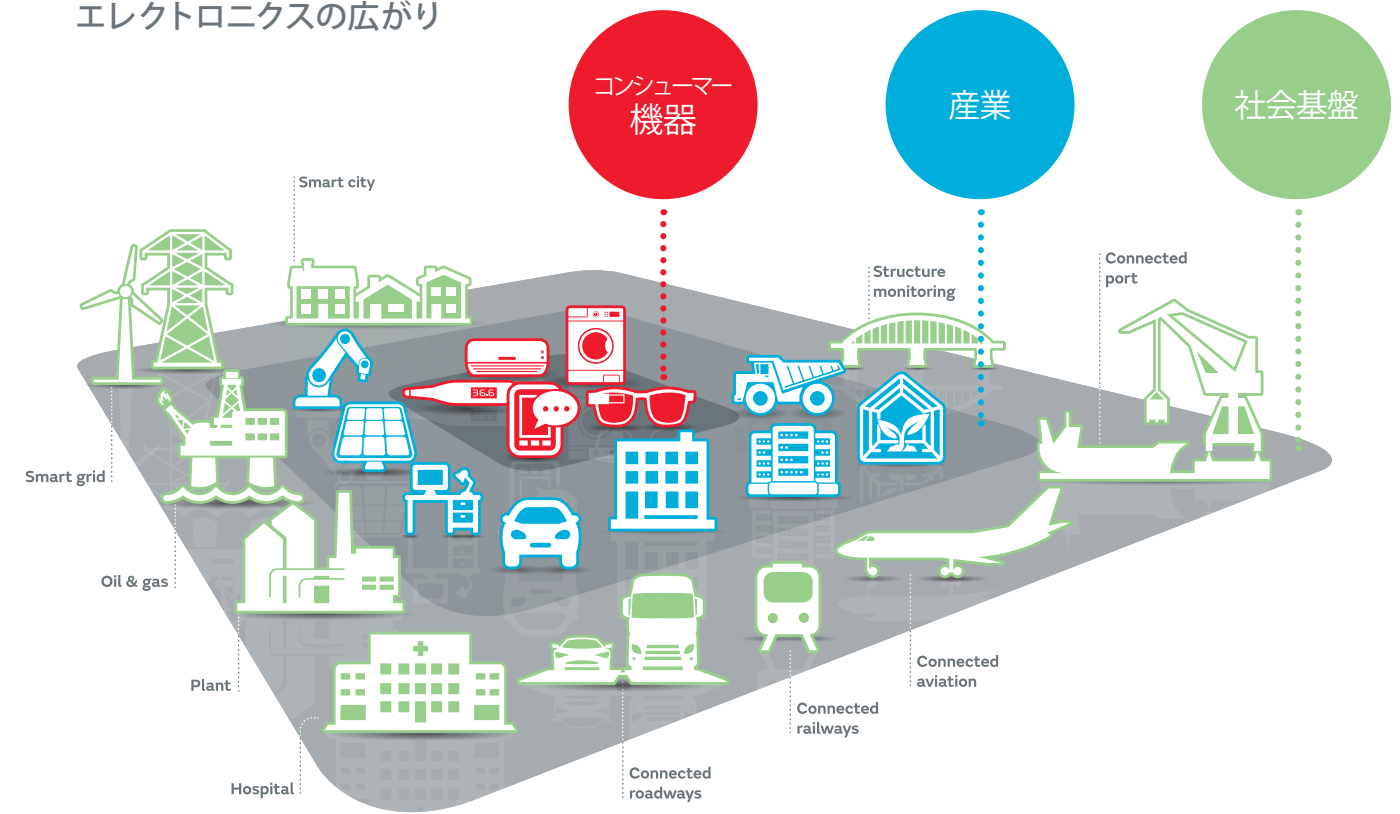 エレクトロニクスの広がり
コンシューマー
機器
産業
社会基盤
Smart city
Structure
monitoring
Connected
port
36.6
Smart grid
Oil & gas
Plant
Hospital
Connected
roadways
Connected
railways
Connected
aviation